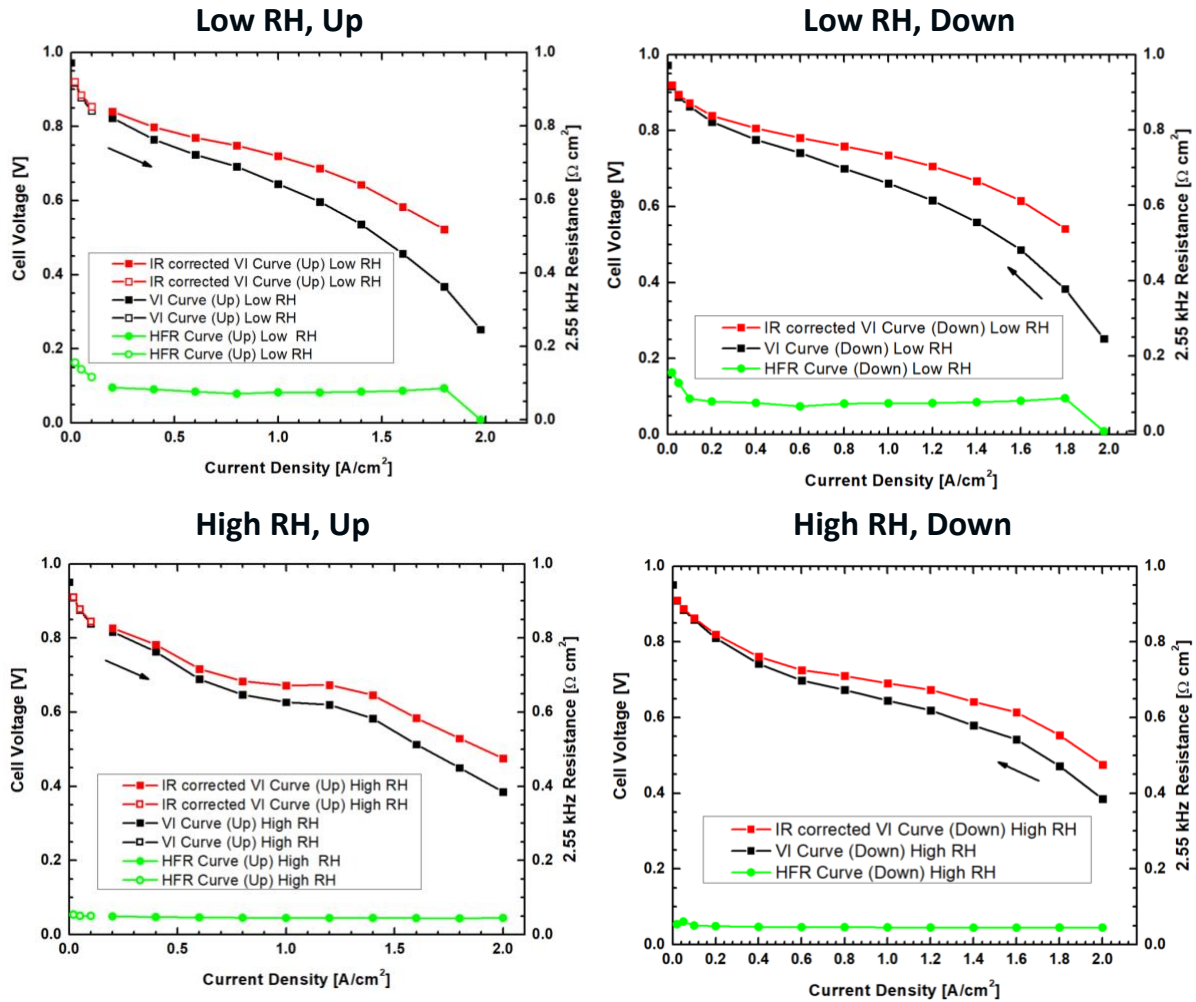 Low RH, Up
1.0
0.8
0.6
0.4
0.2
0.0
Cell Voltage [V]
IR corrected VI Curve (Up) Low RH
IR corrected VI Curve (Up) Low RH
VI Curve (Up) Low RH
VI Curve (Up) Low RH
HFR Curve (Up) Low RH
HFR Curve (Up) Low RH
1.0
0.8
0.6
0.4
0.2
0.0
2.55 kHz Resistance [Ω cm²]
0.0 0.5 1.0 1.5 2.0
Current Density [A/cm²]
Low RH, Down
1.0
0.8
0.6
0.4
0.2
0.0
Cell Voltage [V]
IR corrected VI Curve (Down) Low RH
VI Curve (Down) Low RH
HFR Curve (Down) Low RH
1.0
0.8
0.6
0.4
0.2
0.0
2.55 kHz Resistance [Ω cm²]
0.0 0.2 0.4 0.6 0.8 1.0 1.2 1.4 1.6 1.8 2.0
Current Density [A/cm²]
High RH, Up
1.0
0.8
0.6
0.4
0.2
0.0
Cell Voltage [V]
IR corrected VI Curve (Up) High RH
IR corrected VI Curve (Up) High RH
VI Curve (Up) High RH
VI Curve (Up) High RH
HFR Curve (Up) High RH
HFR Curve (Up) High RH
1.0
0.8
0.6
0.4
0.2
0.0
2.55 kHz Resistance [Ω cm²]
0.0 0.5 1.0 1.5 2.0
Current Density [A/cm²]
High RH, Down
1.0
0.8
0.6
0.4
0.2
0.0
Cell Voltage [V]
IR corrected VI Curve (Down) High RH
VI Curve (Down) High RH
HFR Curve (Down) High RH
1.0
0.8
0.6
0.4
0.2
0.0
2.55 kHz Resistance [Ω cm²]
0.0 0.2 0.4 0.6 0.8 1.0 1.2 1.4 1.6 1.8 2.0
Current Density [A/cm²]